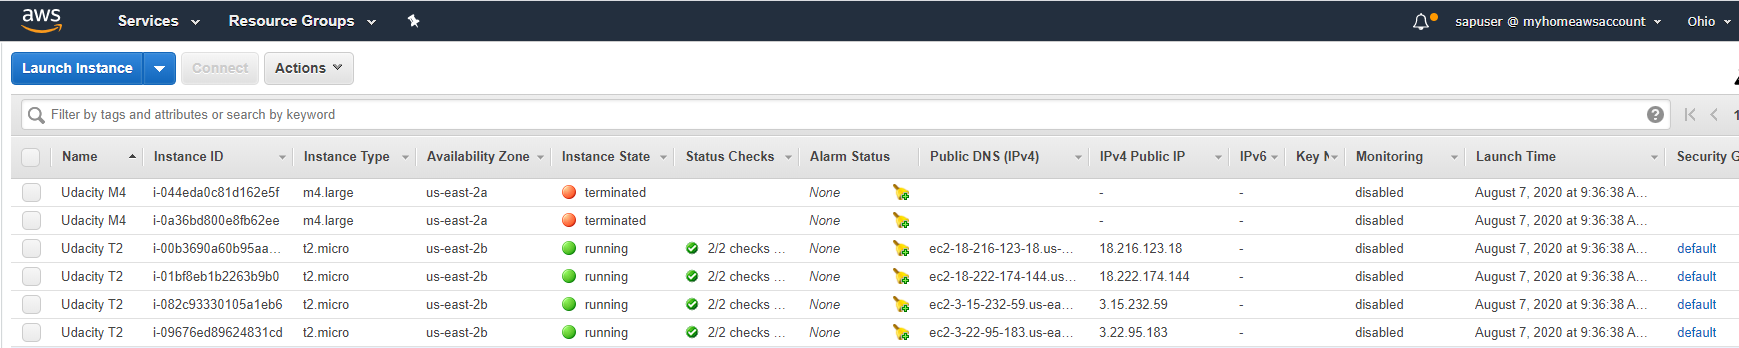 aws Services Resource Groups sapuser @ myhomeawsaccount Ohio
Launch Instance Connect Actions
Filter by tags and attributes or search by keyword
Name Instance ID Instance Type Availability Zone Instance State Status Checks Alarm Status Public DNS (IPv4) IPv4 Public IP IPv6 Key Monitoring Launch Time Security G
Udacity M4 i-044eda0c81d162e5f m4.large us-east-2a terminated None - - disabled August 7, 2020 at 9:36:38 A...
Udacity M4 i-0a36bd800e8fb62ee m4.large us-east-2a terminated None - - disabled August 7, 2020 at 9:36:38 A...
Udacity T2 i-00b3690a60b95aa... t2.micro us-east-2b running 2/2 checks ... None ec2-18-216-123-18.us-... 18.216.123.18 - disabled August 7, 2020 at 9:36:38 A... default
Udacity T2 i-01bf8eb1b2263b9b0 t2.micro us-east-2b running 2/2 checks ... None ec2-18-222-174-144.us... 18.222.174.144 - disabled August 7, 2020 at 9:36:38 A... default
Udacity T2 i-082c93330105a1eb6 t2.micro us-east-2b running 2/2 checks ... None ec2-3-15-232-59.us-ea... 3.15.232.59 - disabled August 7, 2020 at 9:36:38 A... default
Udacity T2 i-09676ed89624831cd t2.micro us-east-2b running 2/2 checks ... None ec2-3-22-95-183.us-ea... 3.22.95.183 - disabled August 7, 2020 at 9:36:38 A... default